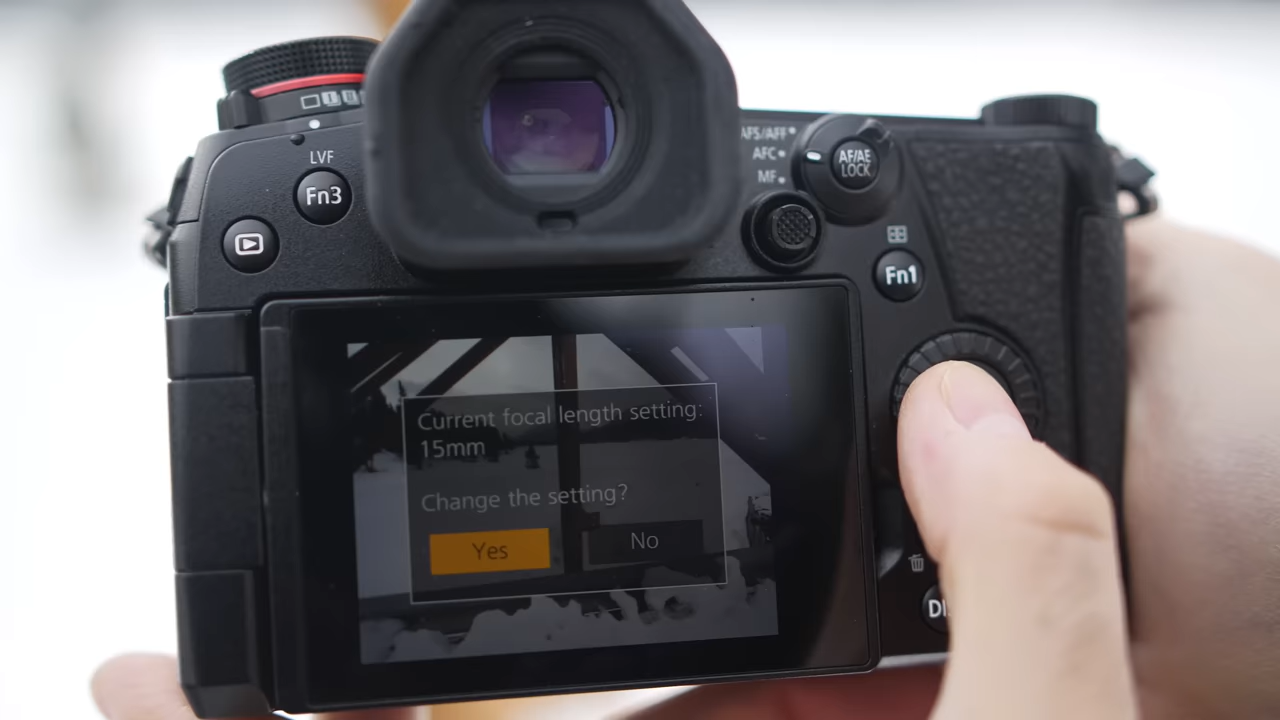 LVF
Fn3
AFS/AFF
AFC
MF
AF/AE
LOCK
Fn1
Current focal length setting:
15mm
Change the setting?
Yes
No